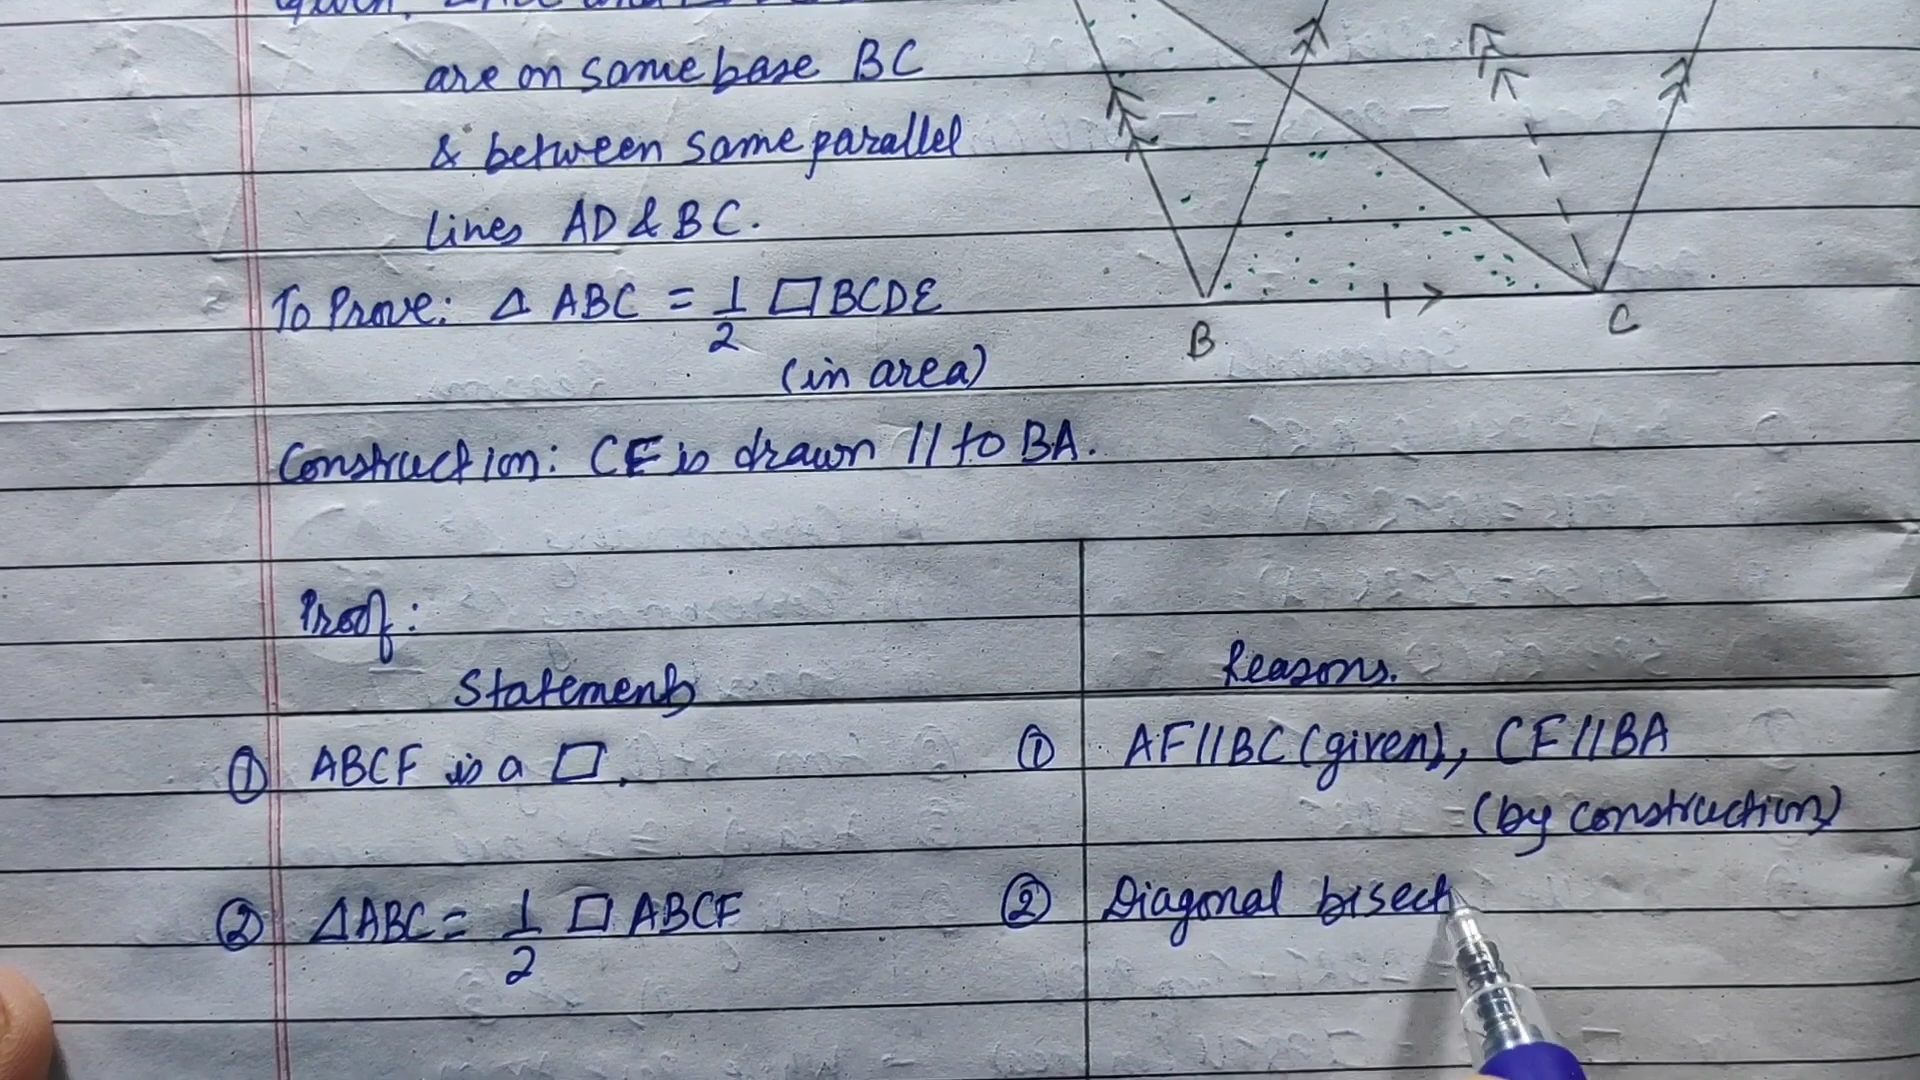 are on same base BC
& between same parallel
lines AD & BC.
To Prove: △ ABC = 1/2 ▱ BCDE
(in area)
Construction: CF is drawn // to BA.
B
C
Proof:
Statements
Reasons.
① ABCF is a ▱.
① AF//BC (given), CF//BA
(by construction)
② △ABC = 1/2 ▱ ABCF
② Diagonal bisect